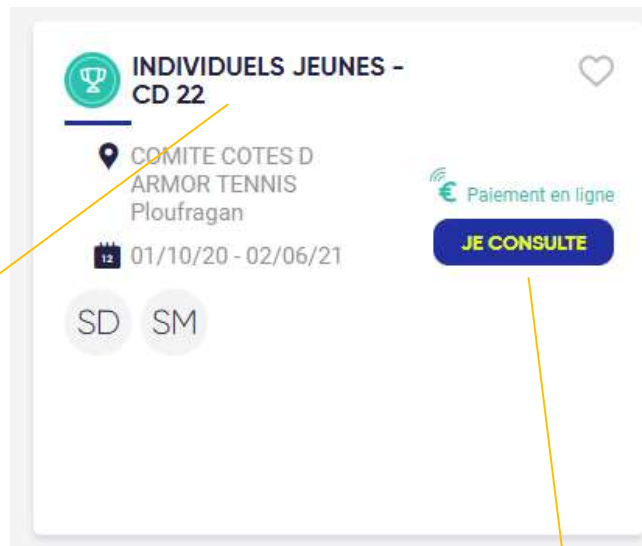 INDIVIDUELS JEUNES -
CD 22
COMITE COTES D
ARMOR TENNIS
Ploufragan
€ Paiement en ligne
JE CONSULTE
12
01/10/20 - 02/06/21
SD SM